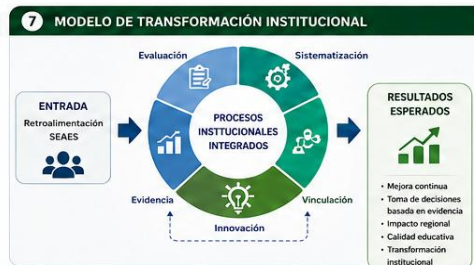 7 MODELO DE TRANSFORMACIÓN INSTITUCIONAL
Evaluación
Sistematización
ENTRADA
Retroalimentación
SEAES
PROCESOS
INSTITUCIONALES
INTEGRADOS
Evidencia
Vinculación
Innovación
RESULTADOS
ESPERADOS
• Mejora continua
• Toma de decisiones
basada en evidencia
• Impacto regional
• Calidad educativa
• Transformación
institucional